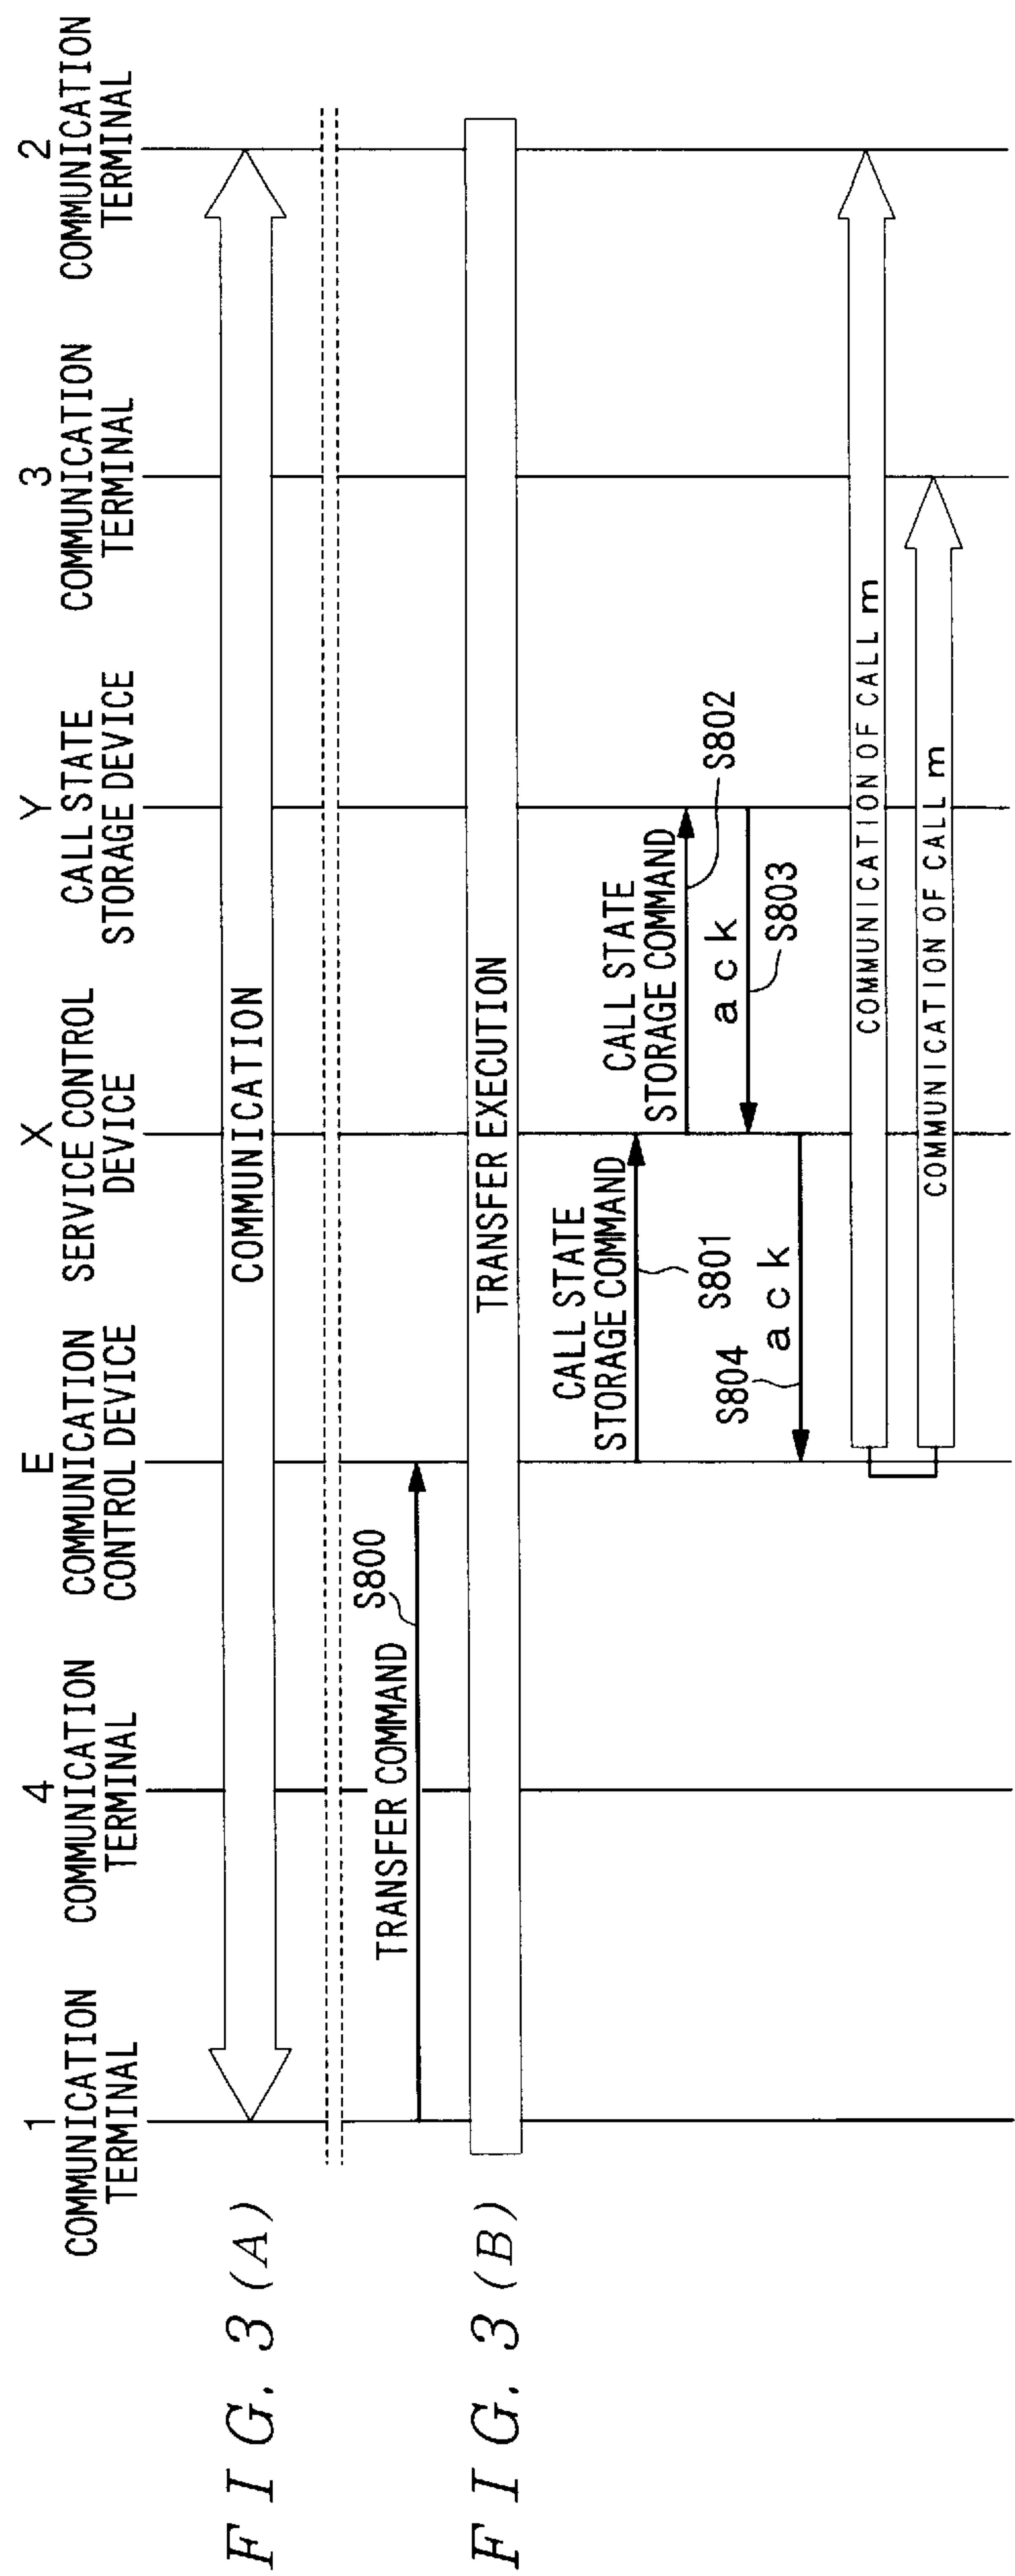 1
COMMUNICATION
TERMINAL
4
COMMUNICATION
TERMINAL
E
COMMUNICATION
CONTROL DEVICE
X
SERVICE CONTROL
DEVICE
Y
CALL STATE
STORAGE DEVICE
3
COMMUNICATION
TERMINAL
2
COMMUNICATION
TERMINAL
FIG. 3 (A)
COMMUNICATION
FIG. 3 (B)
TRANSFER COMMAND
S800
TRANSFER EXECUTION
CALL STATE
STORAGE COMMAND
S801
CALL STATE
STORAGE COMMAND
S802
ack
S803
S804
ack
COMMUNICATION OF CALL m
COMMUNICATION OF CALL m